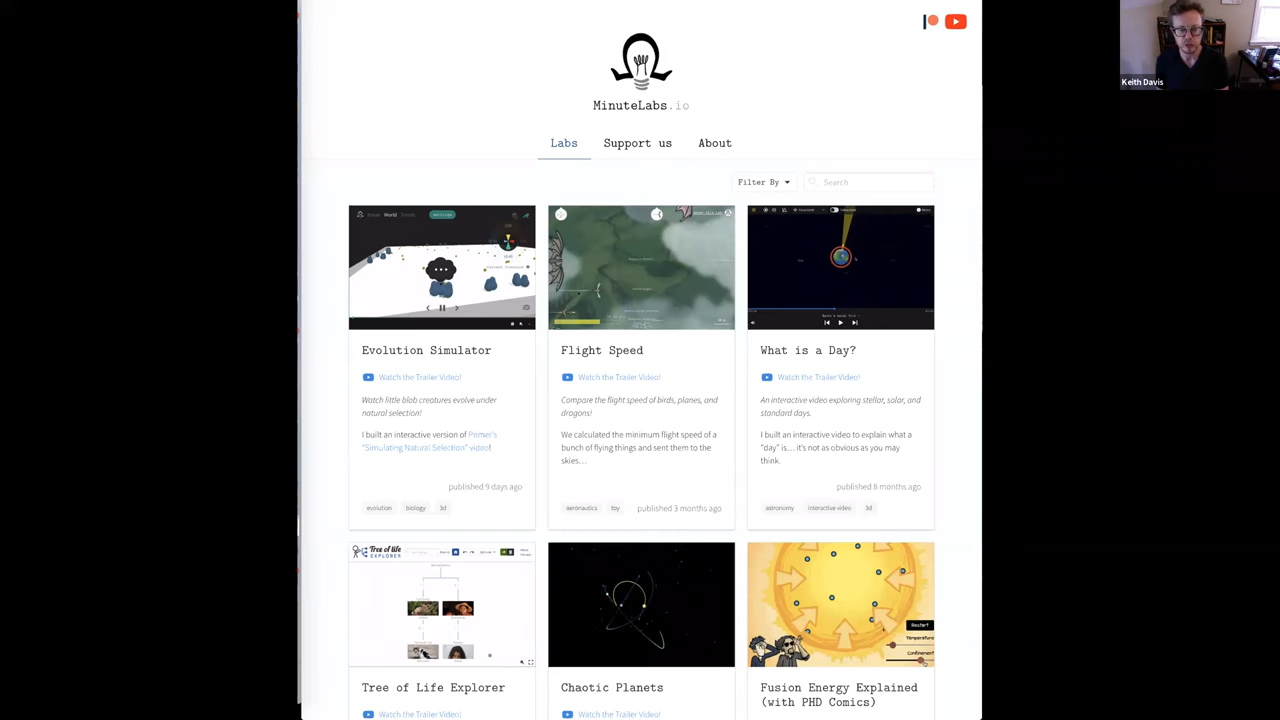 Keith Davis
MinuteLabs.io
Labs
Support us
About
Filter By
Search
World
Evolution Simulator
Watch the Trailer Video!
Watch little blob creatures evolve under
natural selection!
I built an interactive version of Primer's
"Simulating Natural Selection" video!
published 9 days ago
evolution
biology
3d
Flight Speed
Watch the Trailer Video!
Compare the flight speed of birds, planes, and
dragons!
We calculated the minimum flight speed of a
bunch of flying things and sent them to the
skies…
aeronautics
toy
published 3 months ago
What is a Day?
Watch the Trailer Video!
An interactive video exploring stellar, solar, and
standard days.
I built an interactive video to explain what a
"day" is… it's not as obvious as you may
think.
published 8 months ago
astronomy
interactive video
3d
Tree of life
EXPLORER
Tree of Life Explorer
Watch the Trailer Video!
Chaotic Planets
Watch the Trailer Video!
Restart
Temperature
Confinement
Fusion Energy Explained
(with PHD Comics)